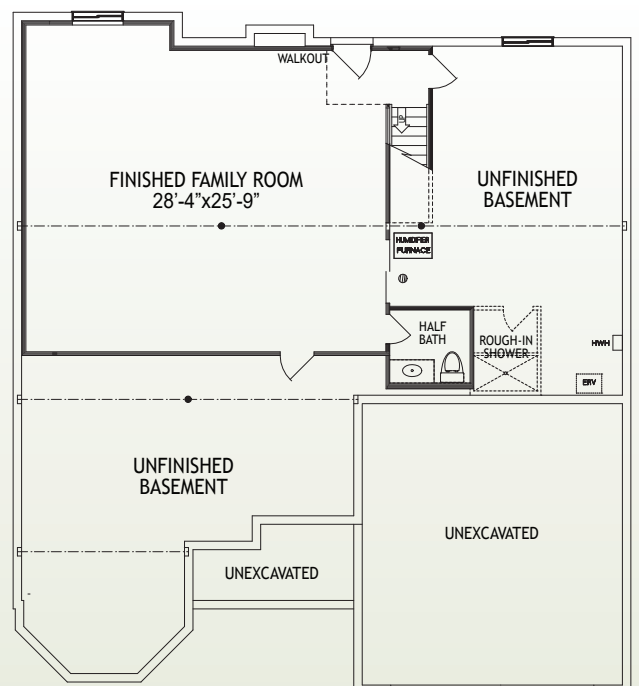 WALKOUT
UP
FINISHED FAMILY ROOM
28'-4"x25'-9"
UNFINISHED
BASEMENT
HUMIDIFIER
FURNACE
HALF
BATH
ROUGH-IN
SHOWER
HWH
ERV
UNFINISHED
BASEMENT
UNEXCAVATED
UNEXCAVATED